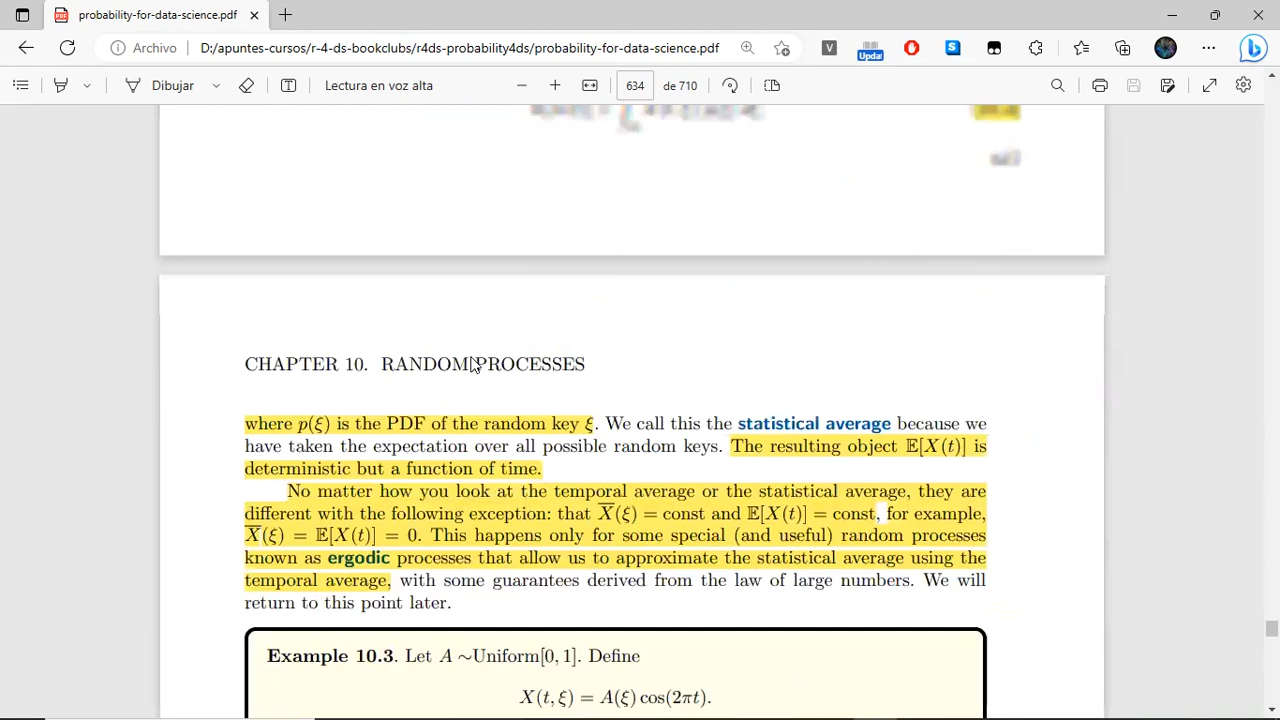 probability-for-data-science.pdf
Archivo D:/apuntes-cursos/r-4-ds-bookclubs/r4ds-probability4ds/probability-for-data-science.pdf
V
Updat
S
Dibujar
Lectura en voz alta
634 de 710
CHAPTER 10. RANDOM PROCESSES
where p(ξ) is the PDF of the random key ξ. We call this the statistical average because we
have taken the expectation over all possible random keys. The resulting object 𝔼[X(t)] is
deterministic but a function of time.
No matter how you look at the temporal average or the statistical average, they are
different with the following exception: that X̅(ξ) = const and 𝔼[X(t)] = const, for example,
X̅(ξ) = 𝔼[X(t)] = 0. This happens only for some special (and useful) random processes
known as ergodic processes that allow us to approximate the statistical average using the
temporal average, with some guarantees derived from the law of large numbers. We will
return to this point later.
Example 10.3. Let A ∼Uniform[0, 1]. Define
X(t, ξ) = A(ξ) cos(2πt).